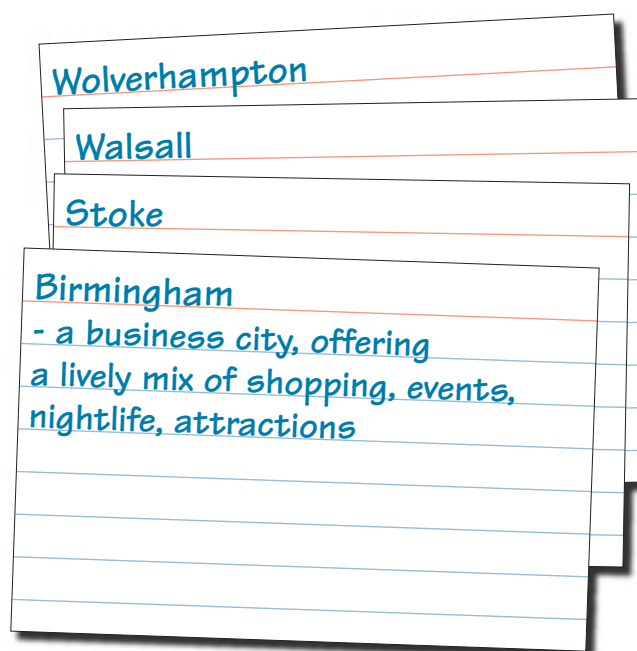 Wolverhampton
Walsall
Stoke
Birmingham
- a business city, offering
a lively mix of shopping, events,
nightlife, attractions